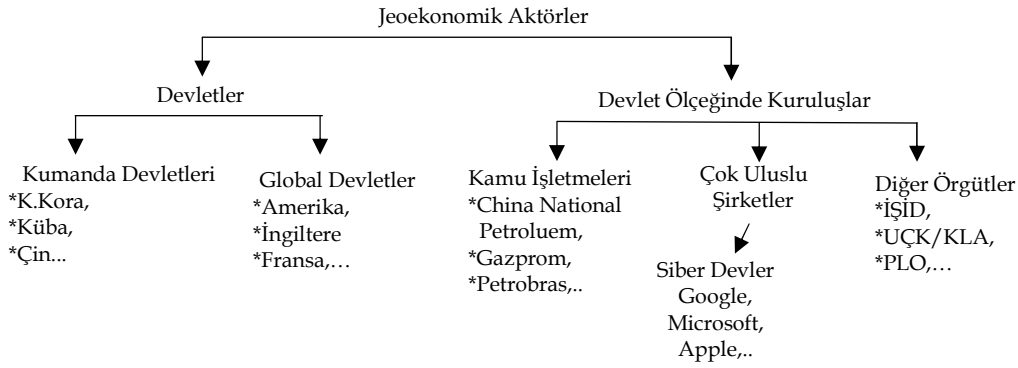 Jeoekonomik Aktörler
Devletler
Devlet Ölçeğinde Kuruluşlar
Kumanda Devletleri
*K.Kora,
*Küba,
*Çin...
Global Devletler
*Amerika,
*İngiltere
*Fransa,…
Kamu İşletmeleri
*China National
Petroluem,
*Gazprom,
*Petrobras,..
Çok Uluslu
Şirketler
Siber Devler
Google,
Microsoft,
Apple,..
Diğer Örgütler
*İŞİD,
*UÇK/KLA,
*PLO,…